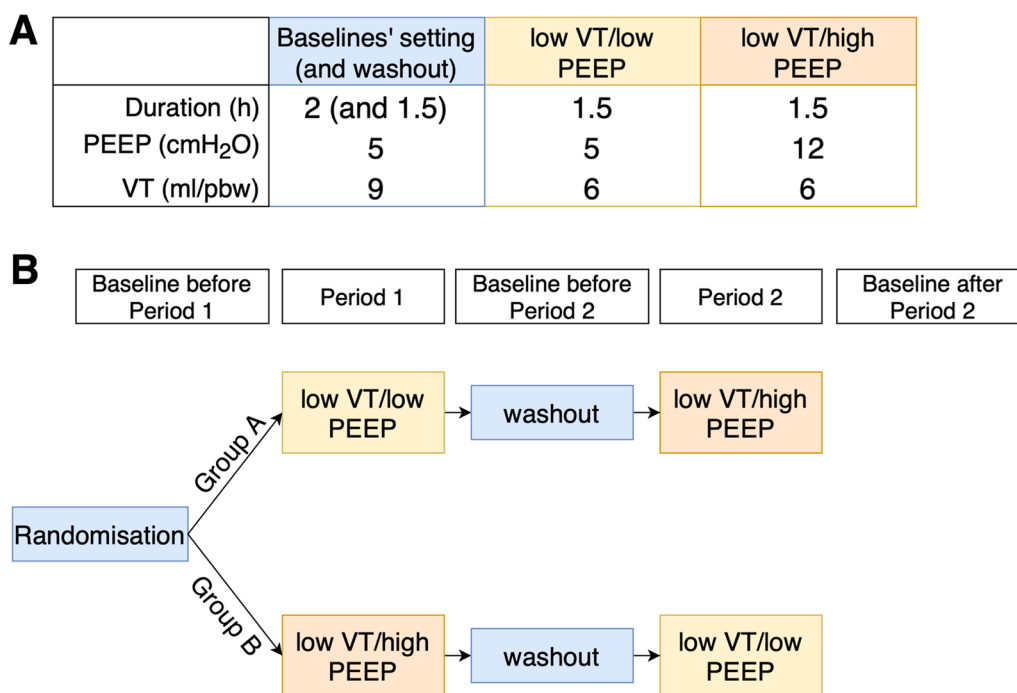 A
Baselines' setting
(and washout)
low VT/low
PEEP
low VT/high
PEEP
Duration (h) 2 (and 1.5) 1.5 1.5
PEEP (cmH₂O) 5 5 12
VT (ml/pbw) 9 6 6
B
Baseline before
Period 1
Period 1
Baseline before
Period 2
Period 2
Baseline after
Period 2
Randomisation
Group A
low VT/low
PEEP
washout
low VT/high
PEEP
Group B
low VT/high
PEEP
washout
low VT/low
PEEP